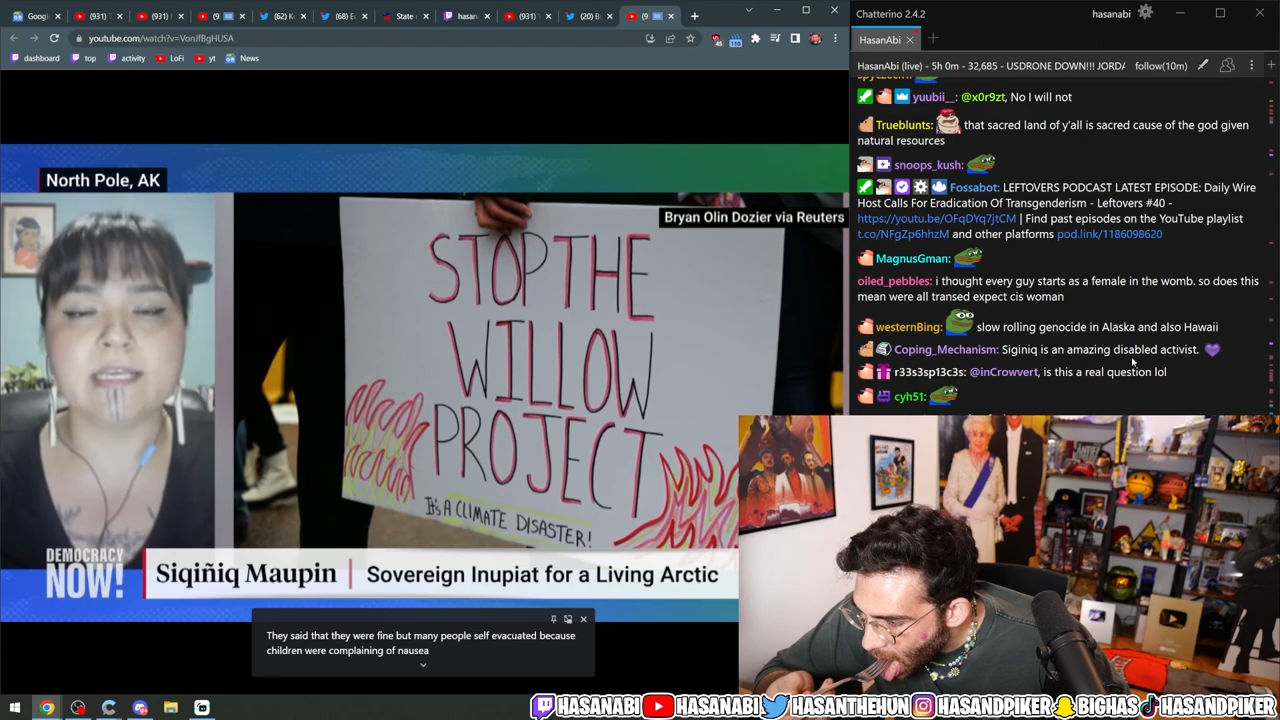 youtube.com/watch?v=VonJfBgHUSA
dashboard
top
activity
LoFi
yt
News
North Pole, AK
Bryan Olin Dozier via Reuters
STOP THE
WILLOW
PROJECT
IT'S A CLIMATE DISASTER!
DEMOCRACY
NOW!
Siqiñiq Maupin | Sovereign Inupiat for a Living Arctic
They said that they were fine but many people self evacuated because
children were complaining of nausea
Chatterino 2.4.2
hasanabi
HasanAbi
HasanAbi (live) - 5h 0m - 32,685 - USDRONE DOWN!!! JORDA
follow(10m)
yuubii__: @x0r9zt, No I will not
Trueblunts: that sacred land of y'all is sacred cause of the god given
natural resources
snoops_kush:
Fossabot: LEFTOVERS PODCAST LATEST EPISODE: Daily Wire
Host Calls For Eradication Of Transgenderism - Leftovers #40 -
https://youtu.be/OFqDYq7jtCM | Find past episodes on the YouTube playlist
t.co/NFgZp6hhzM and other platforms pod.link/1186098620
MagnusGman:
oiled_pebbles: i thought every guy starts as a female in the womb. so does this
mean were all transed expect cis woman
westernBing: slow rolling genocide in Alaska and also Hawaii
Coping_Mechanism: Siginiq is an amazing disabled activist.
r33s3sp13c3s: @inCrowvert, is this a real question lol
cyh51:
HASANABI
HASANABI
HASANTHEHUN
HASANDPIKER
BIGHAS
HASANDPIKER